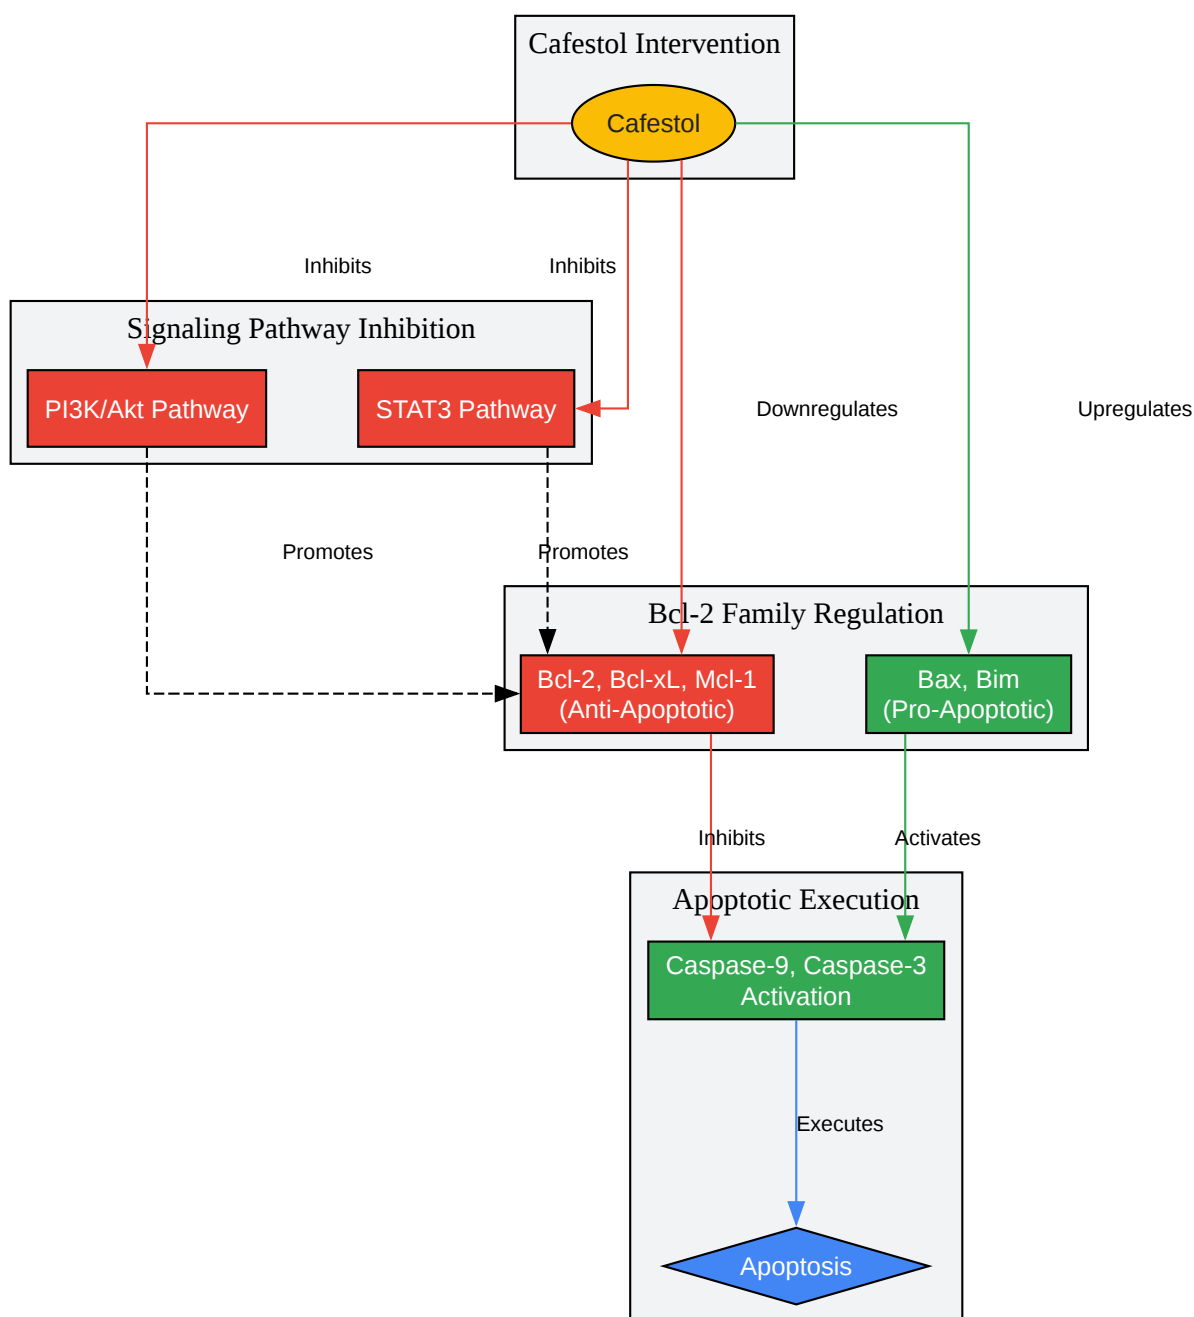 Cafestol Intervention
Cafestol
Inhibits
Inhibits
Signaling Pathway Inhibition
PI3K/Akt Pathway
STAT3 Pathway
Downregulates
Upregulates
Promotes
Promotes
Bcl-2 Family Regulation
Bcl-2, Bcl-xL, Mcl-1
(Anti-Apoptotic)
Bax, Bim
(Pro-Apoptotic)
Inhibits
Activates
Apoptotic Execution
Caspase-9, Caspase-3
Activation
Executes
Apoptosis